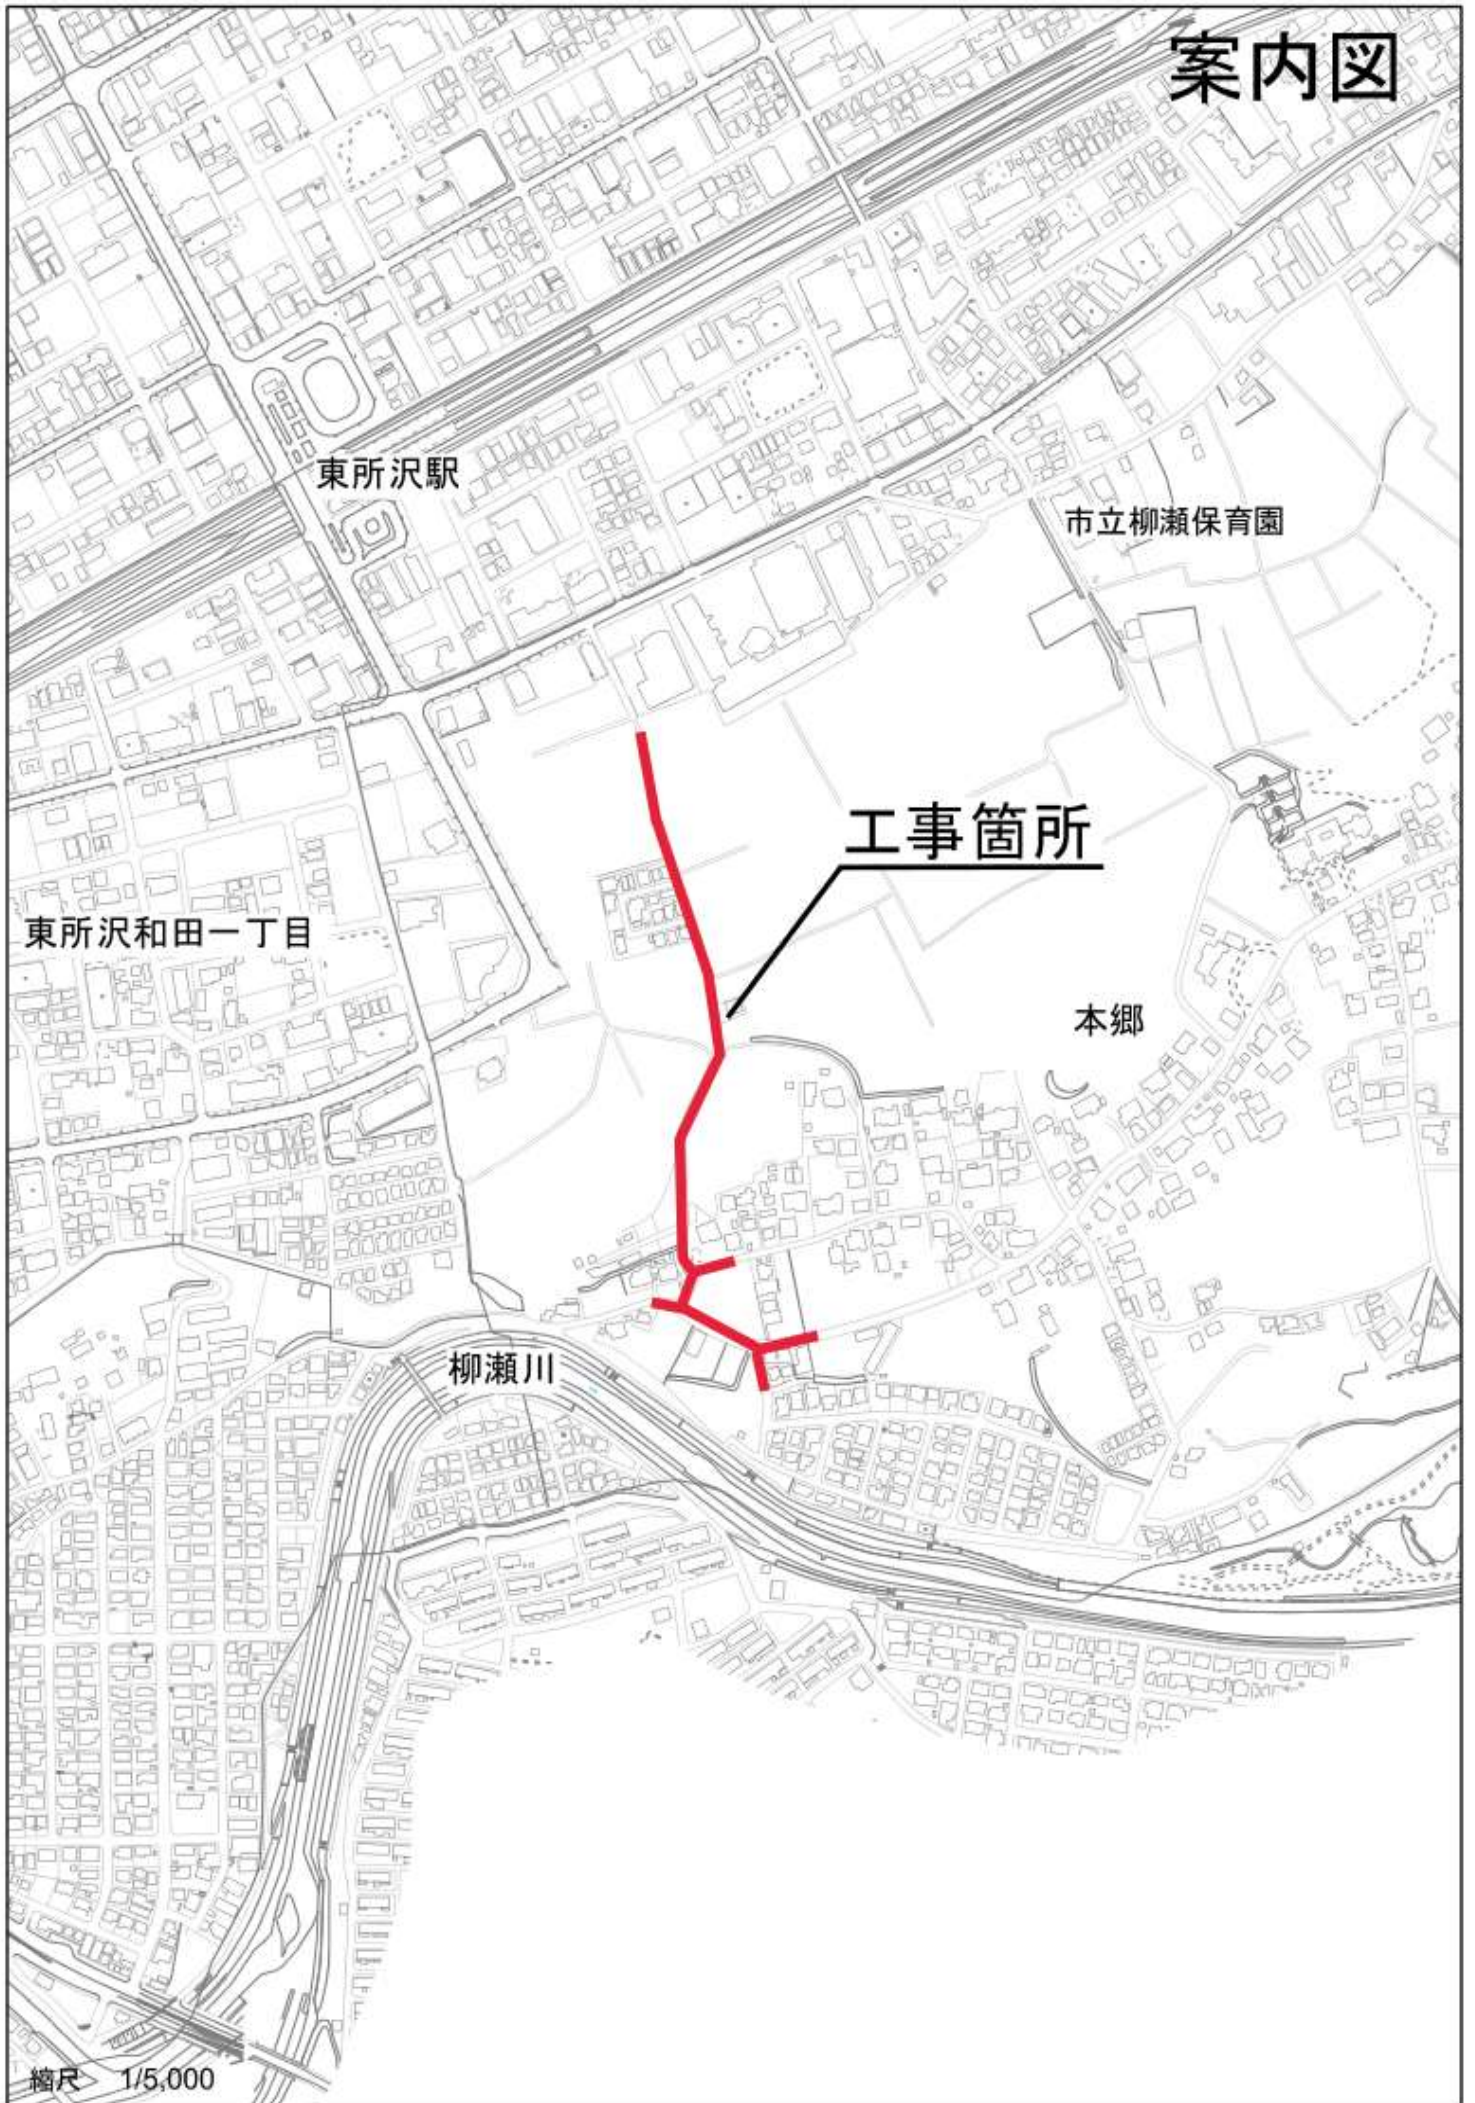 案内図
東所沢駅
市立柳瀬保育園
工事箇所
東所沢和田一丁目
本郷
柳瀬川
縮尺 1/5,000